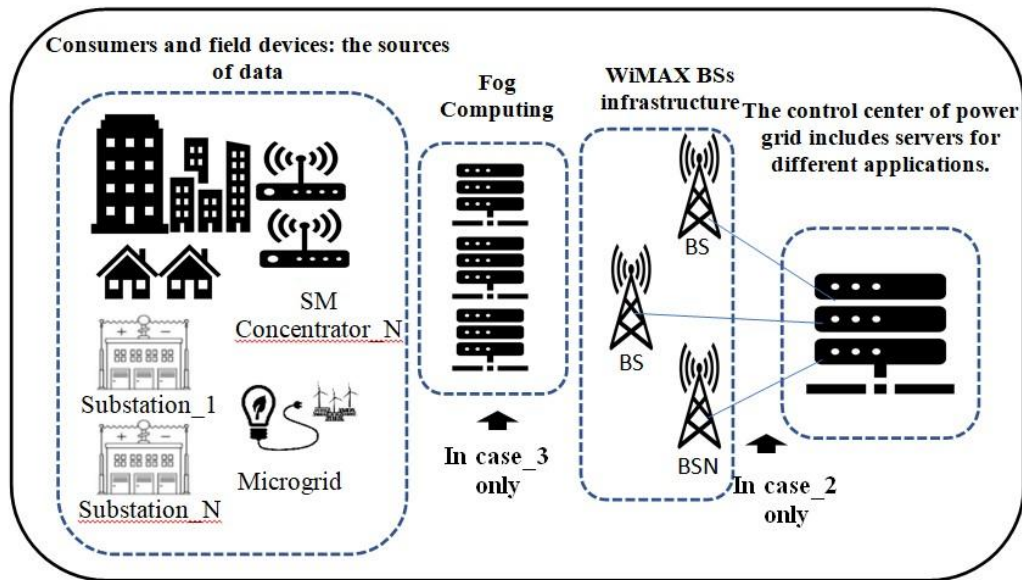 Consumers and field devices: the sources
of data
Fog
Computing
WiMAX BSs
infrastructure
The control center of power
grid includes servers for
different applications.
SM
Concentrator_N
Substation_1
Substation_N
Microgrid
BS
BS
BSN
In case_3
only
In case_2
only